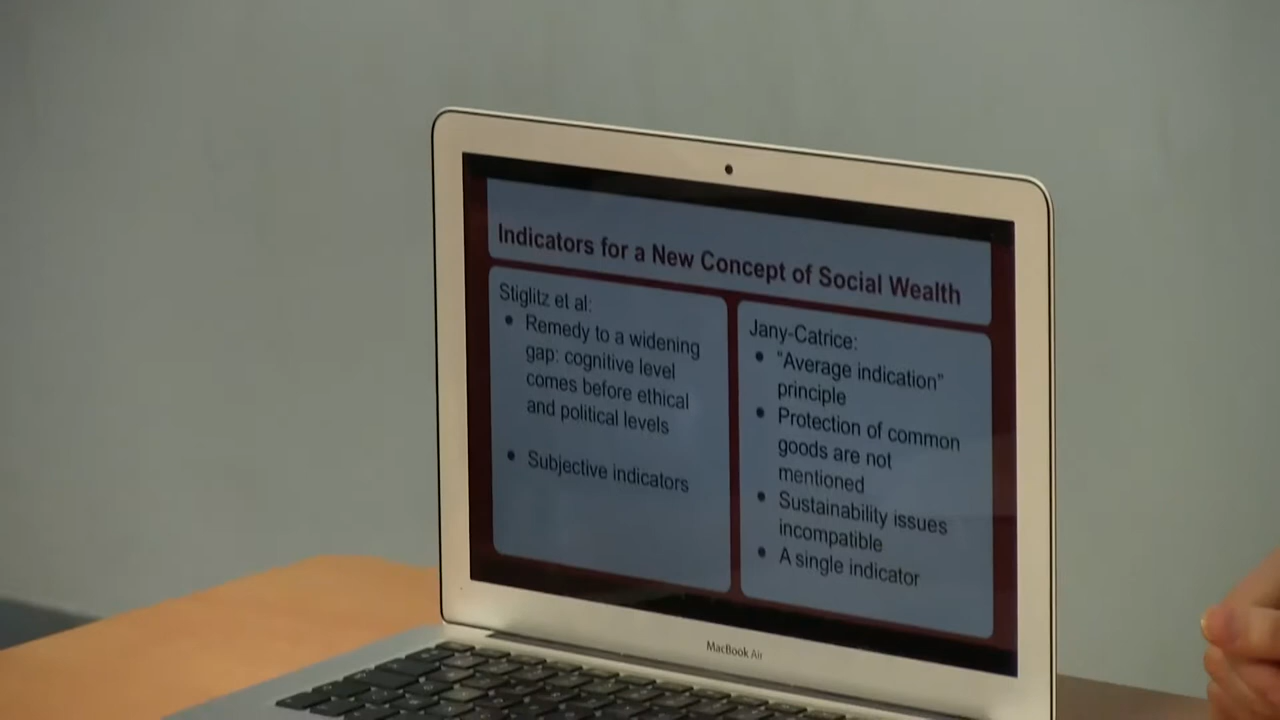 Indicators for a New Concept of Social Wealth
Stiglitz et al:
• Remedy to a widening
gap: cognitive level
comes before ethical
and political levels
• Subjective indicators
Jany-Catrice:
• "Average indication"
principle
• Protection of common
goods are not
mentioned
• Sustainability issues
incompatible
• A single indicator
MacBook Air